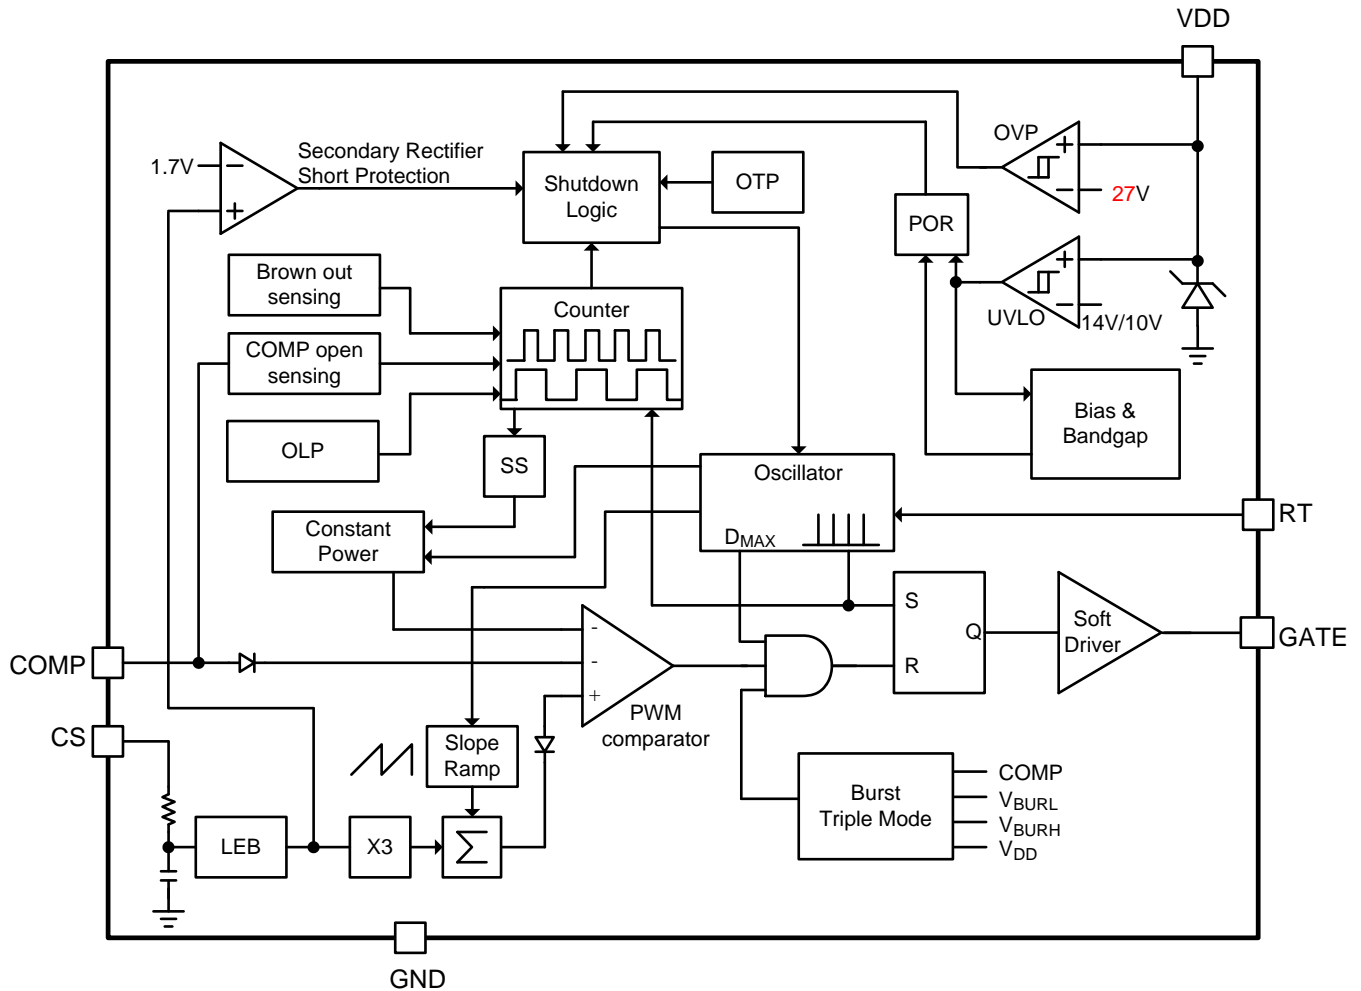 VDD
OVP
Secondary Rectifier
Short Protection
1.7V
Shutdown
Logic
OTP
27V
POR
Brown out
sensing
Counter
UVLO
14V/10V
COMP open
sensing
Bias &
Bandgap
OLP
SS
Oscillator
RT
Constant
Power
DMAX
S
Q
R
Soft
Driver
GATE
COMP
-
-
+
PWM
comparator
CS
Slope
Ramp
Burst
Triple Mode
COMP
VBURL
VBURH
VDD
LEB
X3
Σ
GND